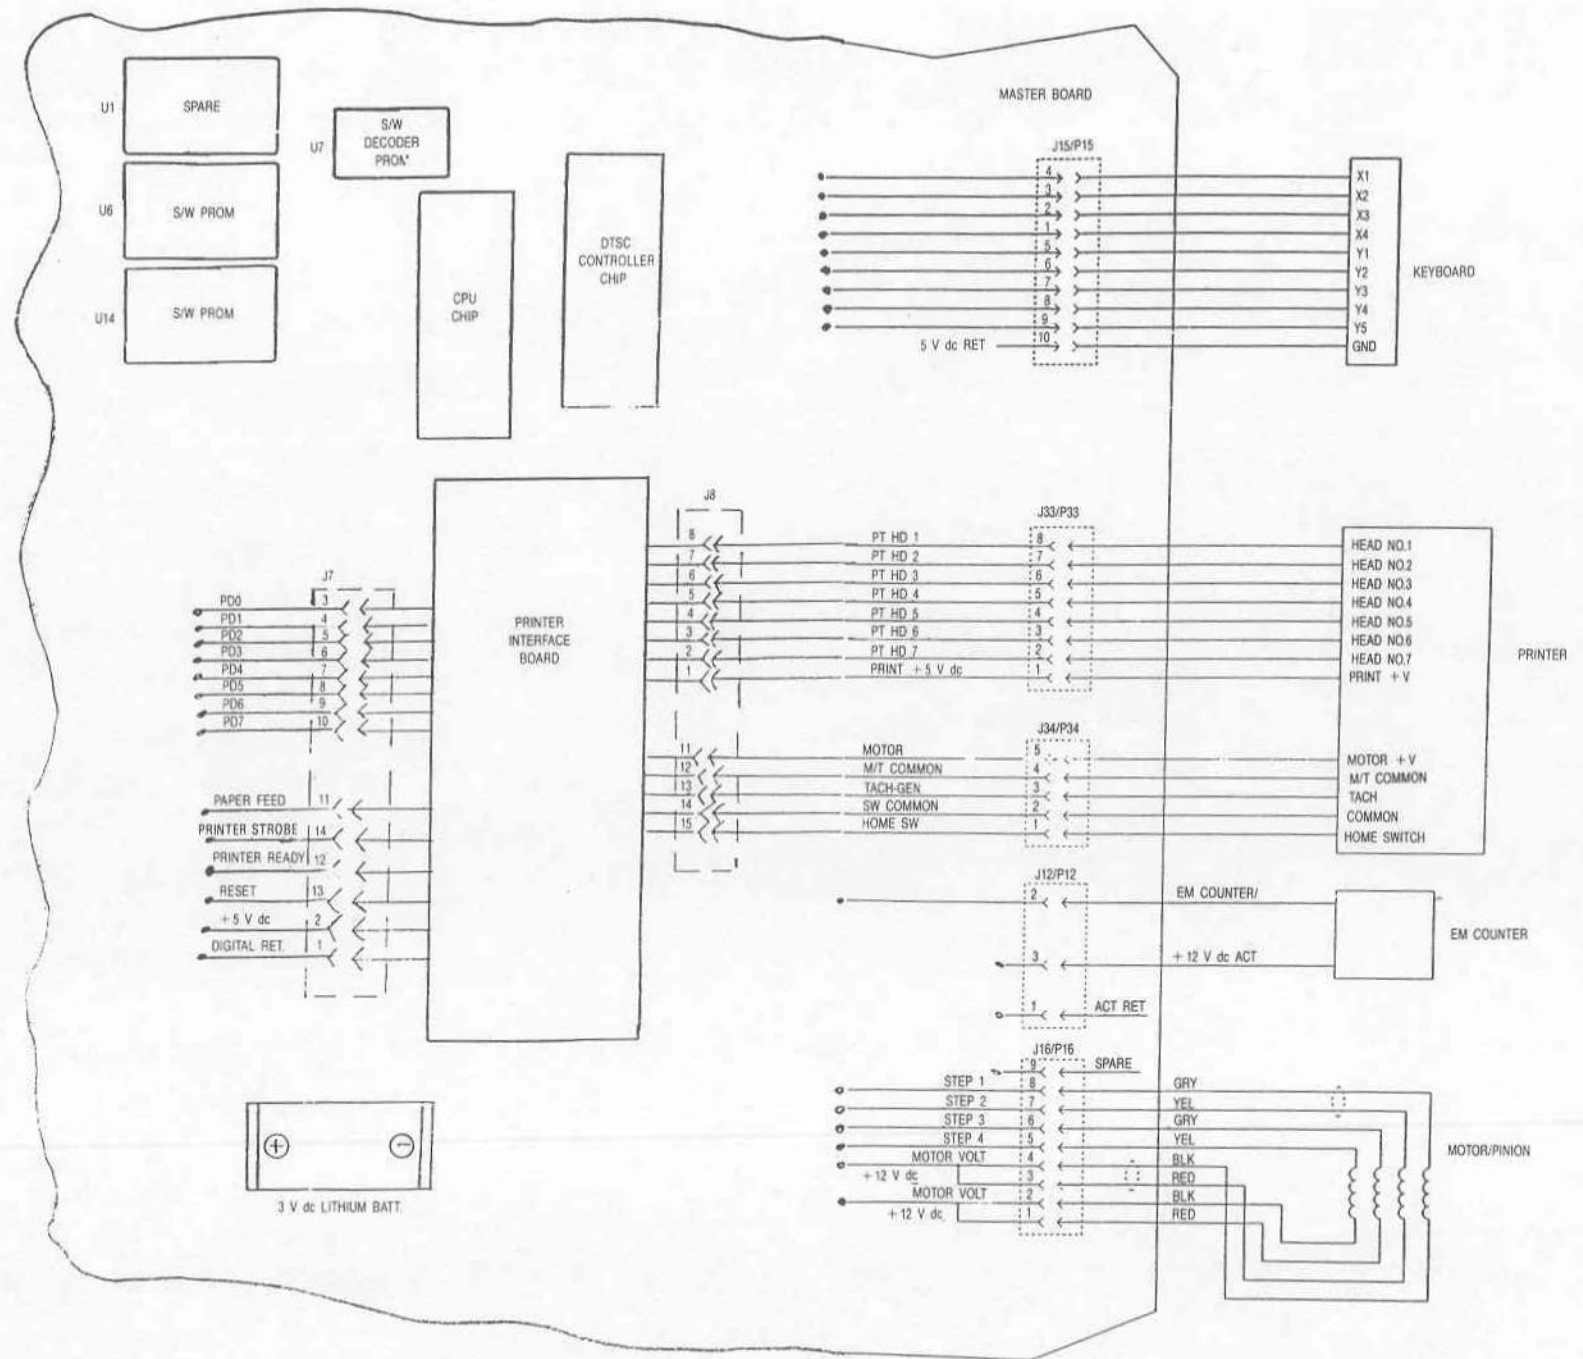 MASTER BOARD
U1
SPARE
U7
S/W
DECODER
PROM
U6
S/W PROM
U14
S/W PROM
CPU
CHIP
DTSC
CONTROLLER
CHIP
J15/P15
4 X1
3 X2
2 X3
1 X4
5 Y1
6 Y2
7 Y3
8 Y4
9 Y5
5 V dc RET 10 GND
KEYBOARD
J7
PD0 3
PD1 4
PD2 5
PD3 6
PD4 7
PD5 8
PD6 9
PD7 10
PAPER FEED 11
PRINTER STROBE 14
PRINTER READY 12
RESET 13
+ 5 V dc 2
DIGITAL RET. 1
PRINTER
INTERFACE
BOARD
J8
J33/P33
8 PT HD 1 8 HEAD NO.1
7 PT HD 2 7 HEAD NO.2
6 PT HD 3 6 HEAD NO.3
5 PT HD 4 5 HEAD NO.4
4 PT HD 5 4 HEAD NO.5
3 PT HD 6 3 HEAD NO.6
2 PT HD 7 2 HEAD NO.7
1 PRINT + 5 V dc 1 PRINT + V
PRINTER
J34/P34
11 MOTOR 5 MOTOR + V
12 M/T COMMON 4 M/T COMMON
13 TACH-GEN 3 TACH
14 SW COMMON 2 COMMON
15 HOME SW 1 HOME SWITCH
J12/P12
2 EM COUNTER/
3 + 12 V dc ACT
1 ACT RET
EM COUNTER
J16/P16
9 SPARE
STEP 1 8 GRY
STEP 2 7 YEL
STEP 3 6 GRY
STEP 4 5 YEL
MOTOR VOLT 4 BLK
+ 12 V dc 3 RED
MOTOR VOLT 2 BLK
+ 12 V dc 1 RED
MOTOR/PINION
+ −
3 V dc LITHIUM BATT.